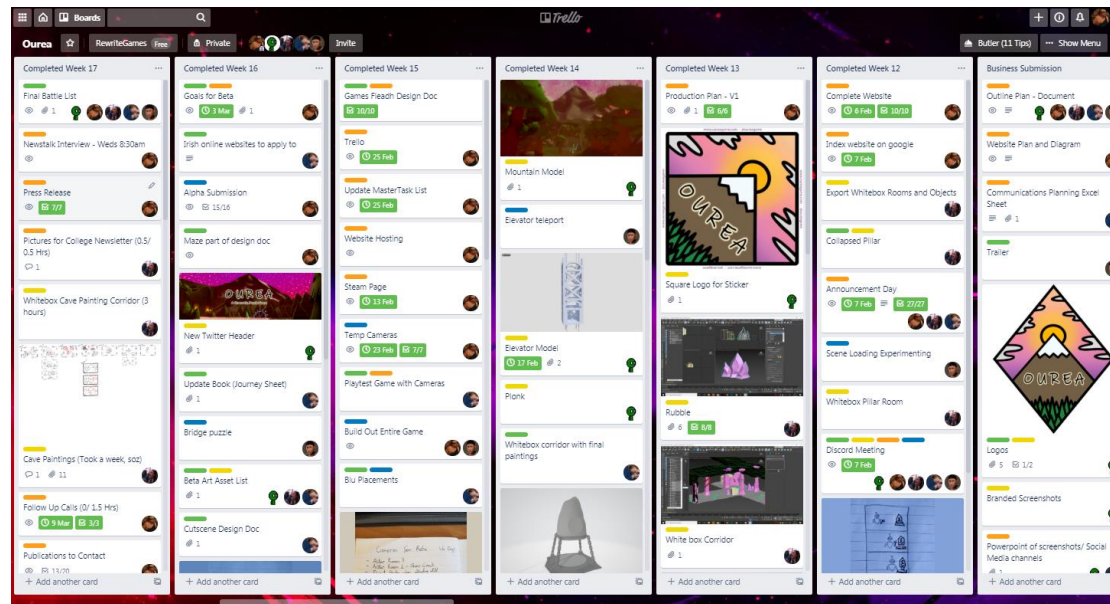 Boards
Trello
Ourea
RewriteGames Free
Private
Invite
Butler (11 Tips)
Show Menu
Completed Week 17
Final Battle List
1
Newstalk Interview - Weds 8:30am
Press Release
7/7
Pictures for College Newsletter (0.5/
0.5 Hrs)
1
Whitebox Cave Painting Corridor (3
hours)
Cave Paintings (Took a week, soz)
1 11
Follow Up Calls (0/ 1.5 Hrs)
9 Mar 3/3
Publications to Contact
13/20
+ Add another card
Completed Week 16
Goals for Beta
3 Mar 1
Irish online websites to apply to
Alpha Submission
15/16
Maze part of design doc
OUREA
New Twitter Header
1
Update Book (Journey Sheet)
1
Bridge puzzle
Beta Art Asset List
1
Cutscene Design Doc
1
+ Add another card
Completed Week 15
Games Fleadh Design Doc
10/10
Trello
25 Feb
Update MasterTask List
25 Feb
Website Hosting
Steam Page
13 Feb
Temp Cameras
23 Feb 7/7
Playtest Game with Cameras
Build Out Entire Game
Blu Placements
+ Add another card
Completed Week 14
Mountain Model
1
Elevator teleport
Elevator Model
17 Feb 2
Plonk
Whitebox corridor with final
paintings
+ Add another card
Completed Week 13
Production Plan - V1
1 6/6
OUREA
Square Logo for Sticker
1
Rubble
6 8/8
White box Corridor
1
+ Add another card
Completed Week 12
Complete Website
6 Feb 10/10
Index website on google
7 Feb
Export Whitebox Rooms and Objects
Collapsed Pillar
Announcement Day
7 Feb 27/27
Scene Loading Experimenting
Whitebox Pillar Room
Discord Meeting
7 Feb
+ Add another card
Business Submission
Outline Plan - Document
Website Plan and Diagram
Communications Planning Excel
Sheet
1
Trailer
OUREA
Logos
5 1/2
Branded Screenshots
Powerpoint of screenshots/ Social
Media channels
1
+ Add another card